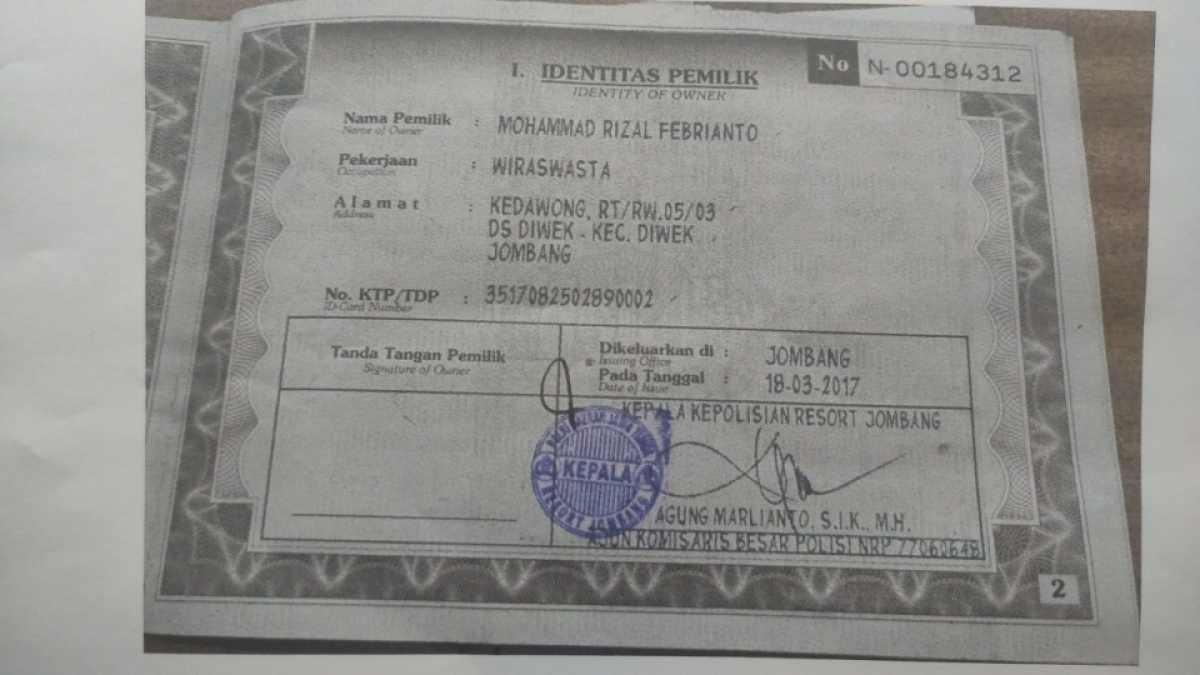 No N-00184312
I. IDENTITAS PEMILIK
IDENTITY OF OWNER
Nama Pemilik : MOHAMMAD RIZAL FEBRIANTO
Name of Owner
Pekerjaan : WIRASWASTA
Occupation
Alamat : KEDAWONG, RT/RW.05/03
Address
DS DIWEK - KEC. DIWEK
JOMBANG
No. KTP/TDP : 3517082502890002
ID-Card Number
Tanda Tangan Pemilik
Signature of Owner
Dikeluarkan di : JOMBANG
Issuing Office
Pada Tanggal : 18-03-2017
Date of Issue
KEPALA KEPOLISIAN RESORT JOMBANG
KEPALA
RESORT JOMBANG
AGUNG MARLIANTO, S.I.K., M.H.
AJUN KOMISARIS BESAR POLISI NRP 77060648
2